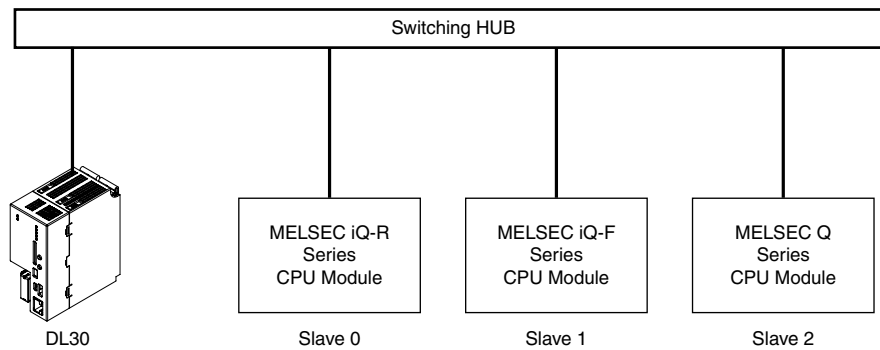 Switching HUB
MELSEC iQ-R
Series
CPU Module
MELSEC iQ-F
Series
CPU Module
MELSEC Q
Series
CPU Module
DL30
Slave 0
Slave 1
Slave 2